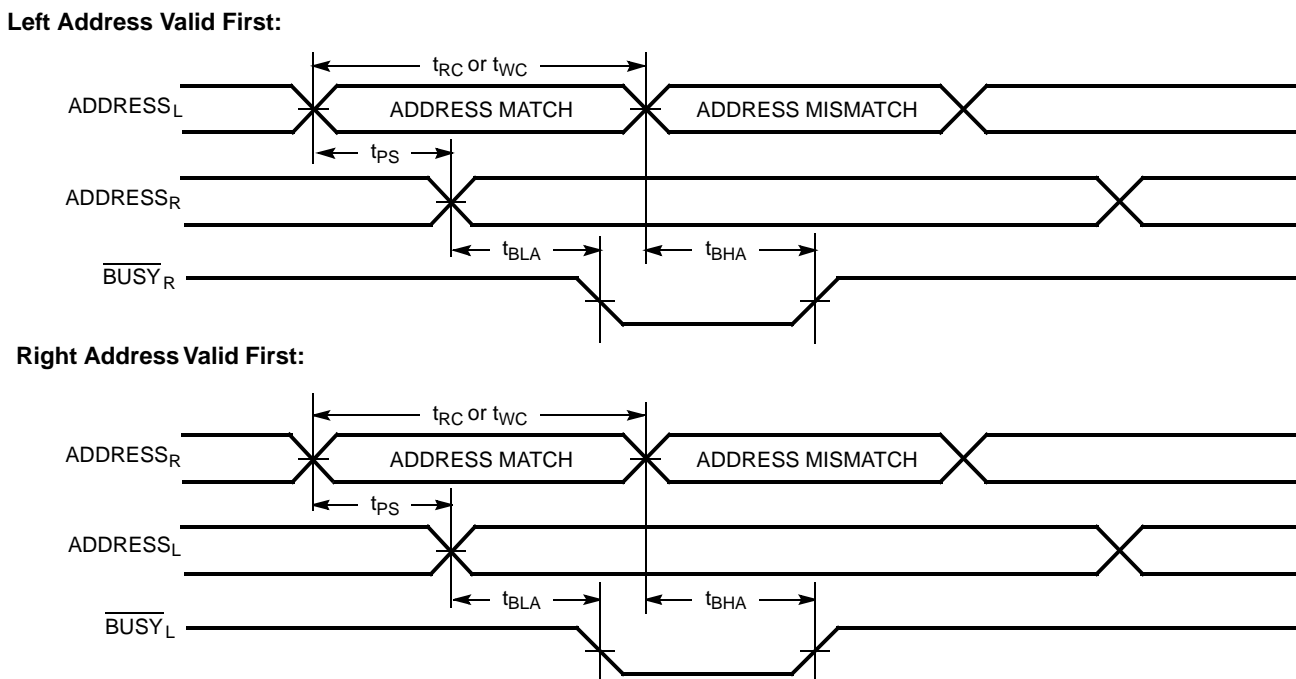 Left Address Valid First:
tRC or tWC
ADDRESSL
ADDRESS MATCH
ADDRESS MISMATCH
tPS
ADDRESSR
tBLA
tBHA
BUSYR
Right Address Valid First:
tRC or tWC
ADDRESSR
ADDRESS MATCH
ADDRESS MISMATCH
tPS
ADDRESSL
tBLA
tBHA
BUSYL